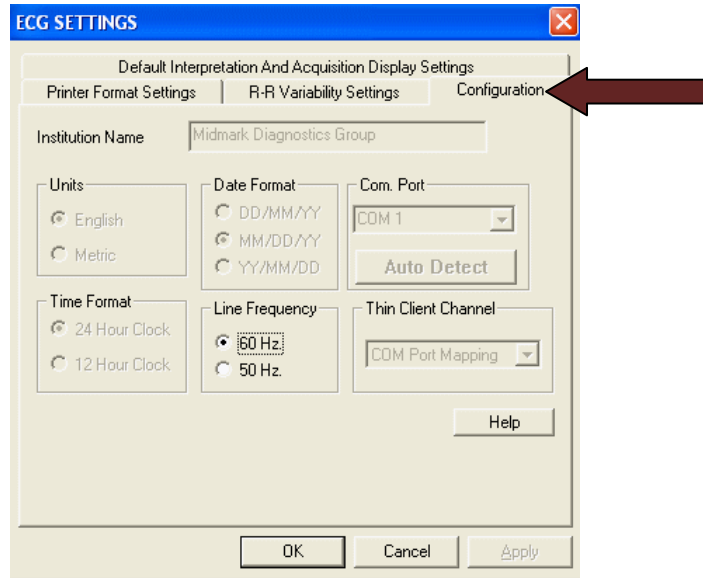 ECG SETTINGS
Default Interpretation And Acquisition Display Settings
Printer Format Settings
R-R Variability Settings
Configuration
Institution Name
Midmark Diagnostics Group
Units
English
Metric
Date Format
DD/MM/YY
MM/DD/YY
YY/MM/DD
Com. Port
COM 1
Auto Detect
Time Format
24 Hour Clock
12 Hour Clock
Line Frequency
60 Hz.
50 Hz.
Thin Client Channel
COM Port Mapping
Help
OK
Cancel
Apply